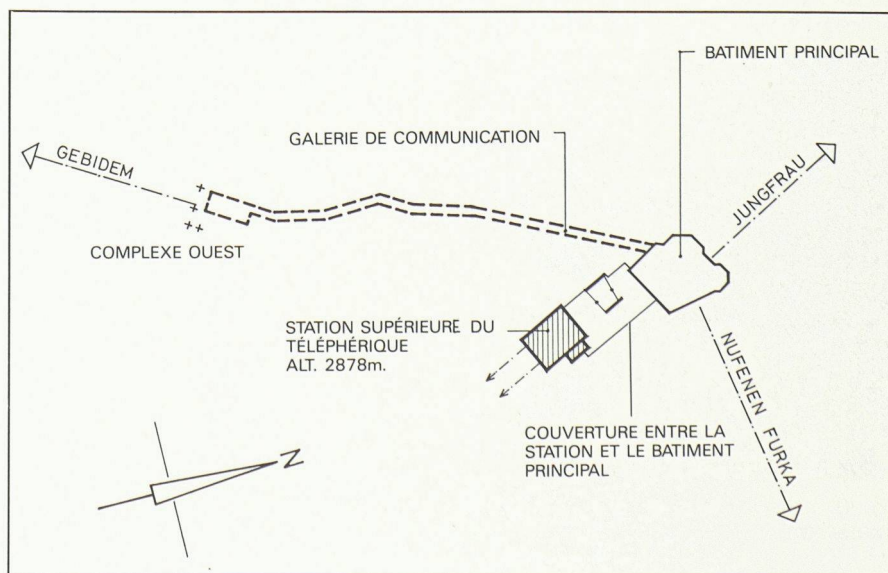 BATIMENT PRINCIPAL
GALERIE DE COMMUNICATION
GEBIDEM
JUNGFRAU
COMPLEXE OUEST
STATION SUPÉRIEURE DU
TÉLÉPHÉRIQUE
ALT. 2878m.
NUFENEN FURKA
COUVERTURE ENTRE LA
STATION ET LE BATIMENT
PRINCIPAL
N